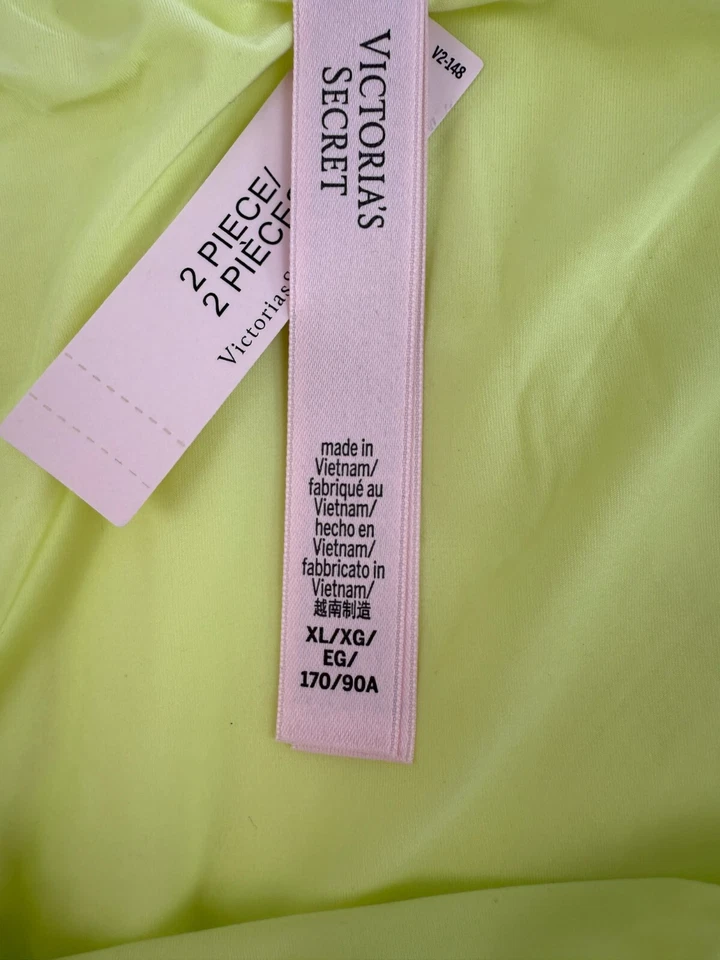 VICTORIA'S
SECRET
V2-148
2 PIECE/
2 PIÈCES
Victoria's
made in
Vietnam/
fabriqué au
Vietnam/
hecho en
Vietnam/
fabbricato in
Vietnam/
越南制造
XL/XG/
EG/
170/90A